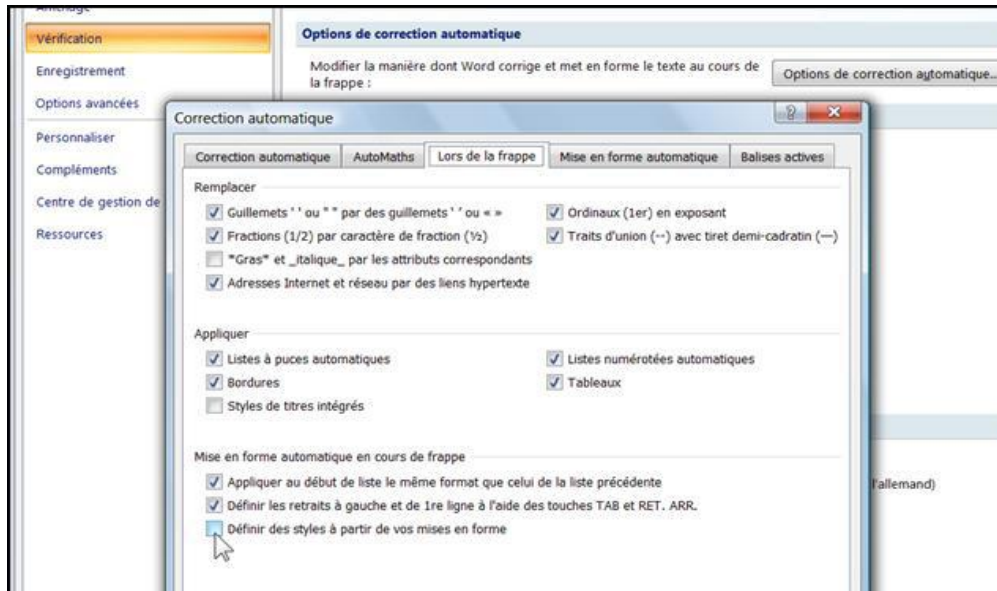 Affichage
Vérification
Enregistrement
Options avancées
Personnaliser
Compléments
Centre de gestion de
Ressources
Options de correction automatique
Modifier la manière dont Word corrige et met en forme le texte au cours de
la frappe :
Options de correction automatique...
Correction automatique
Correction automatique
AutoMaths
Lors de la frappe
Mise en forme automatique
Balises actives
Remplacer
Guillemets ' ' ou " " par des guillemets ' ' ou « »
Ordinaux (1er) en exposant
Fractions (1/2) par caractère de fraction (½)
Traits d'union (--) avec tiret demi-cadratin (—)
*Gras* et _italique_ par les attributs correspondants
Adresses Internet et réseau par des liens hypertexte
Appliquer
Listes à puces automatiques
Listes numérotées automatiques
Bordures
Tableaux
Styles de titres intégrés
Mise en forme automatique en cours de frappe
Appliquer au début de liste le même format que celui de la liste précédente
Définir les retraits à gauche et de 1re ligne à l'aide des touches TAB et RET. ARR.
Définir des styles à partir de vos mises en forme
l'allemand)